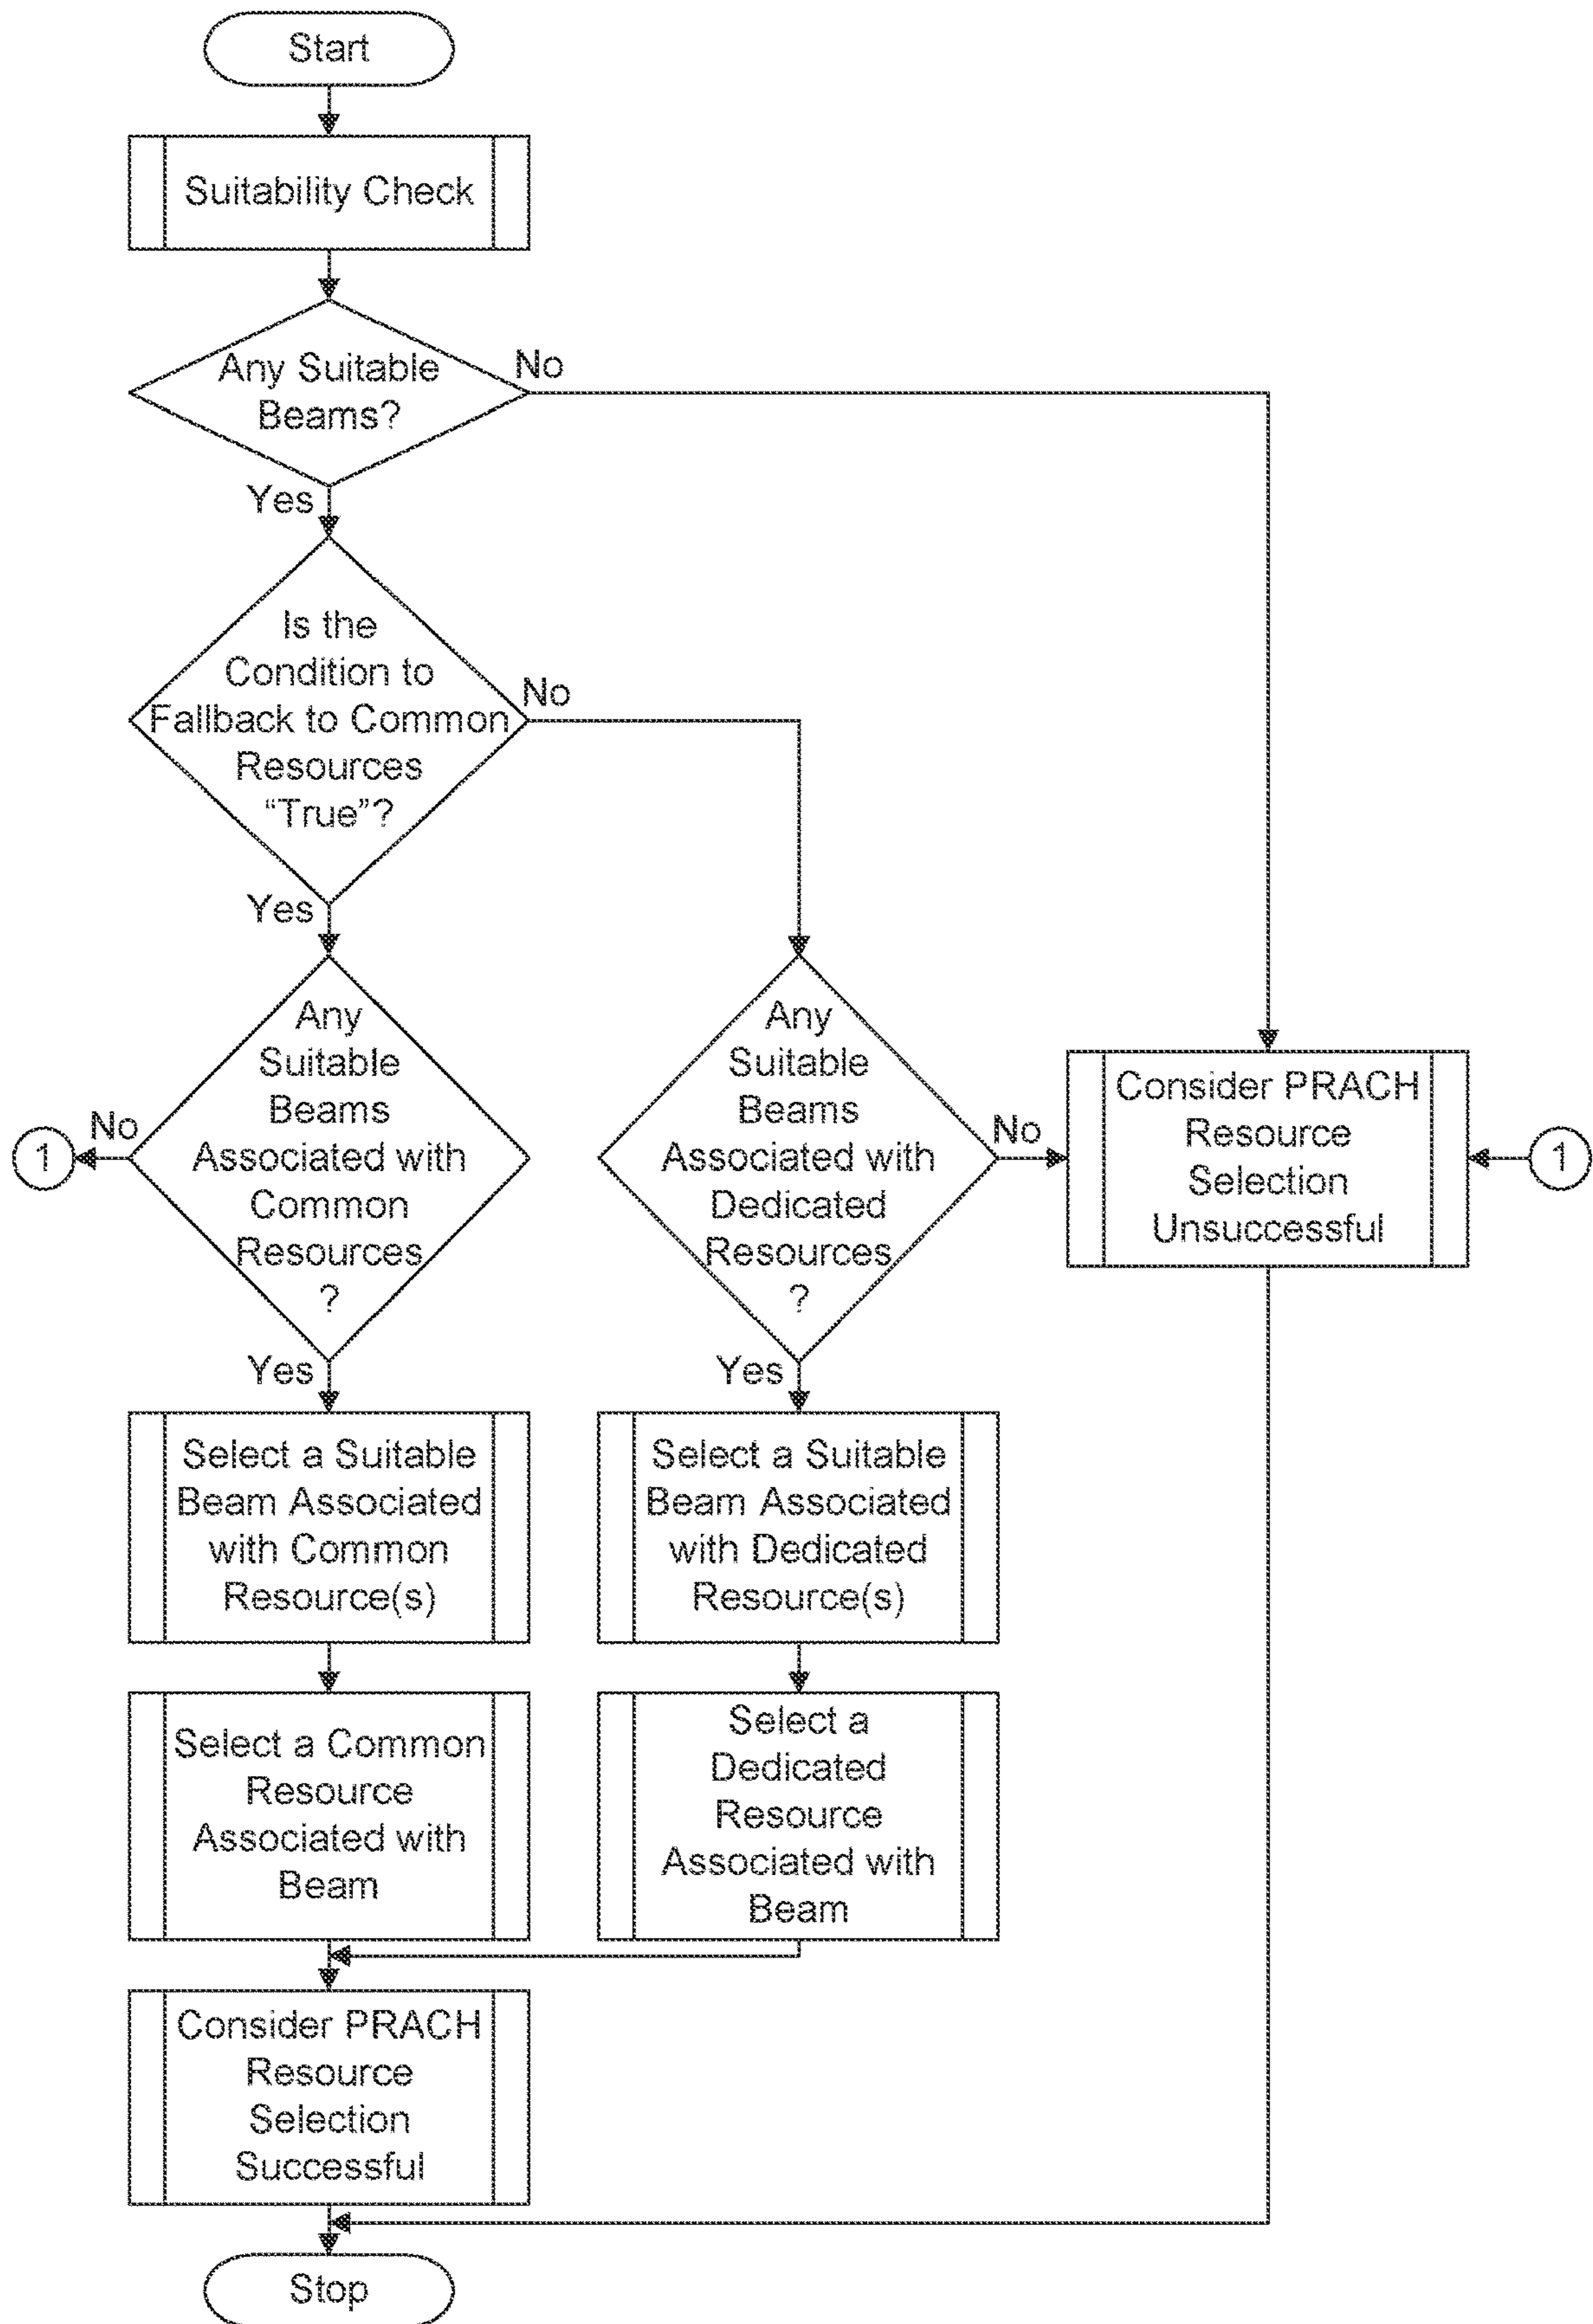 Start
Suitability Check
Any Suitable
Beams?
No
Yes
Is the
Condition to
Fallback to Common
Resources
“True”?
No
Yes
Any
Suitable
Beams
Associated with
Common
Resources
?
No
1
Yes
Any
Suitable
Beams
Associated with
Dedicated
Resources
?
No
Yes
Consider PRACH
Resource
Selection
Unsuccessful
1
Select a Suitable
Beam Associated
with Common
Resource(s)
Select a Suitable
Beam Associated
with Dedicated
Resource(s)
Select a Common
Resource
Associated with
Beam
Select a
Dedicated
Resource
Associated with
Beam
Consider PRACH
Resource
Selection
Successful
Stop